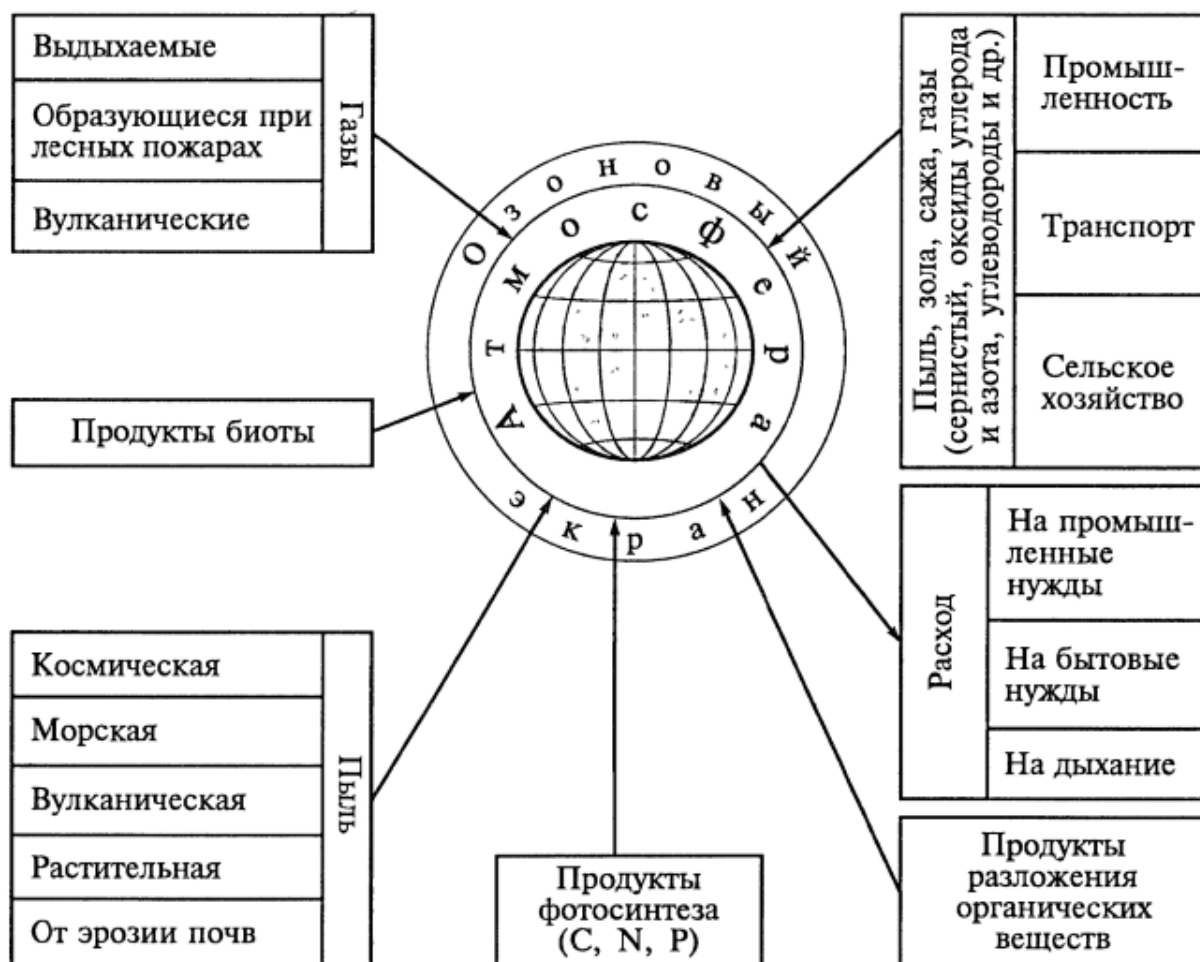 Выдыхаемые
Образующиеся при
лесных пожарах
Вулканические
Газы
Пыль, зола, сажа, газы
(сернистый, оксиды углерода
и азота, углеводороды и др.)
Промыш-
ленность
Транспорт
Сельское
хозяйство
Озоновый
экран
Атмосфера
Продукты биоты
Расход
На промыш-
ленные
нужды
На бытовые
нужды
На дыхание
Космическая
Морская
Вулканическая
Растительная
От эрозии почв
Пыль
Продукты
фотосинтеза
(C, N, P)
Продукты
разложения
органических
веществ